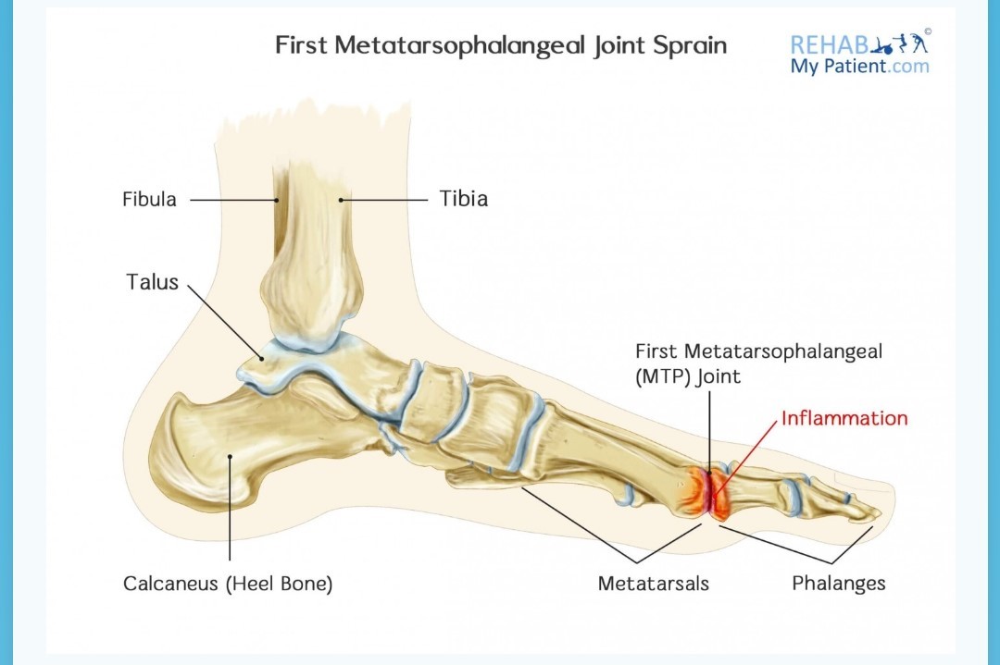 First Metatarsophalangeal Joint Sprain
REHAB ©
My Patient.com
Fibula
Tibia
Talus
First Metatarsophalangeal
(MTP) Joint
Inflammation
Calcaneus (Heel Bone)
Metatarsals
Phalanges